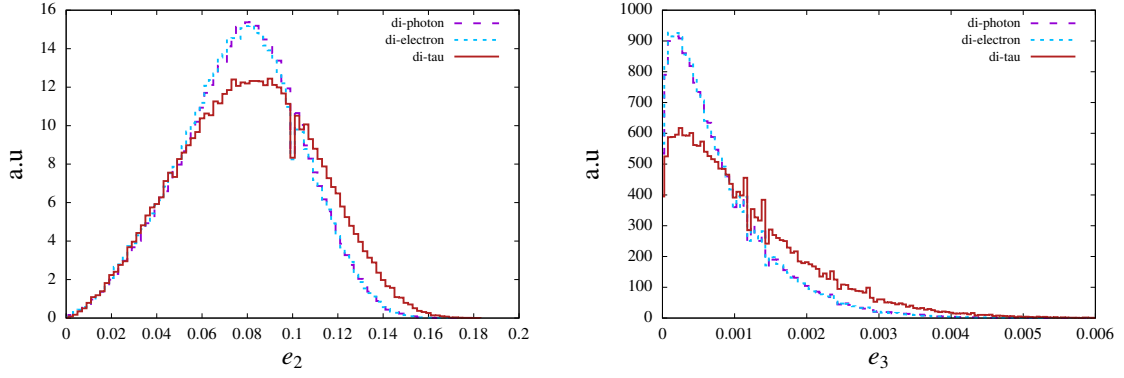 a.u
16
14
12
10
8
6
4
2
0
0 0.02 0.04 0.06 0.08 0.1 0.12 0.14 0.16 0.18 0.2
e2
di-photon
di-electron
di-tau
a.u
1000
900
800
700
600
500
400
300
200
100
0
0 0.001 0.002 0.003 0.004 0.005 0.006
e3
di-photon
di-electron
di-tau